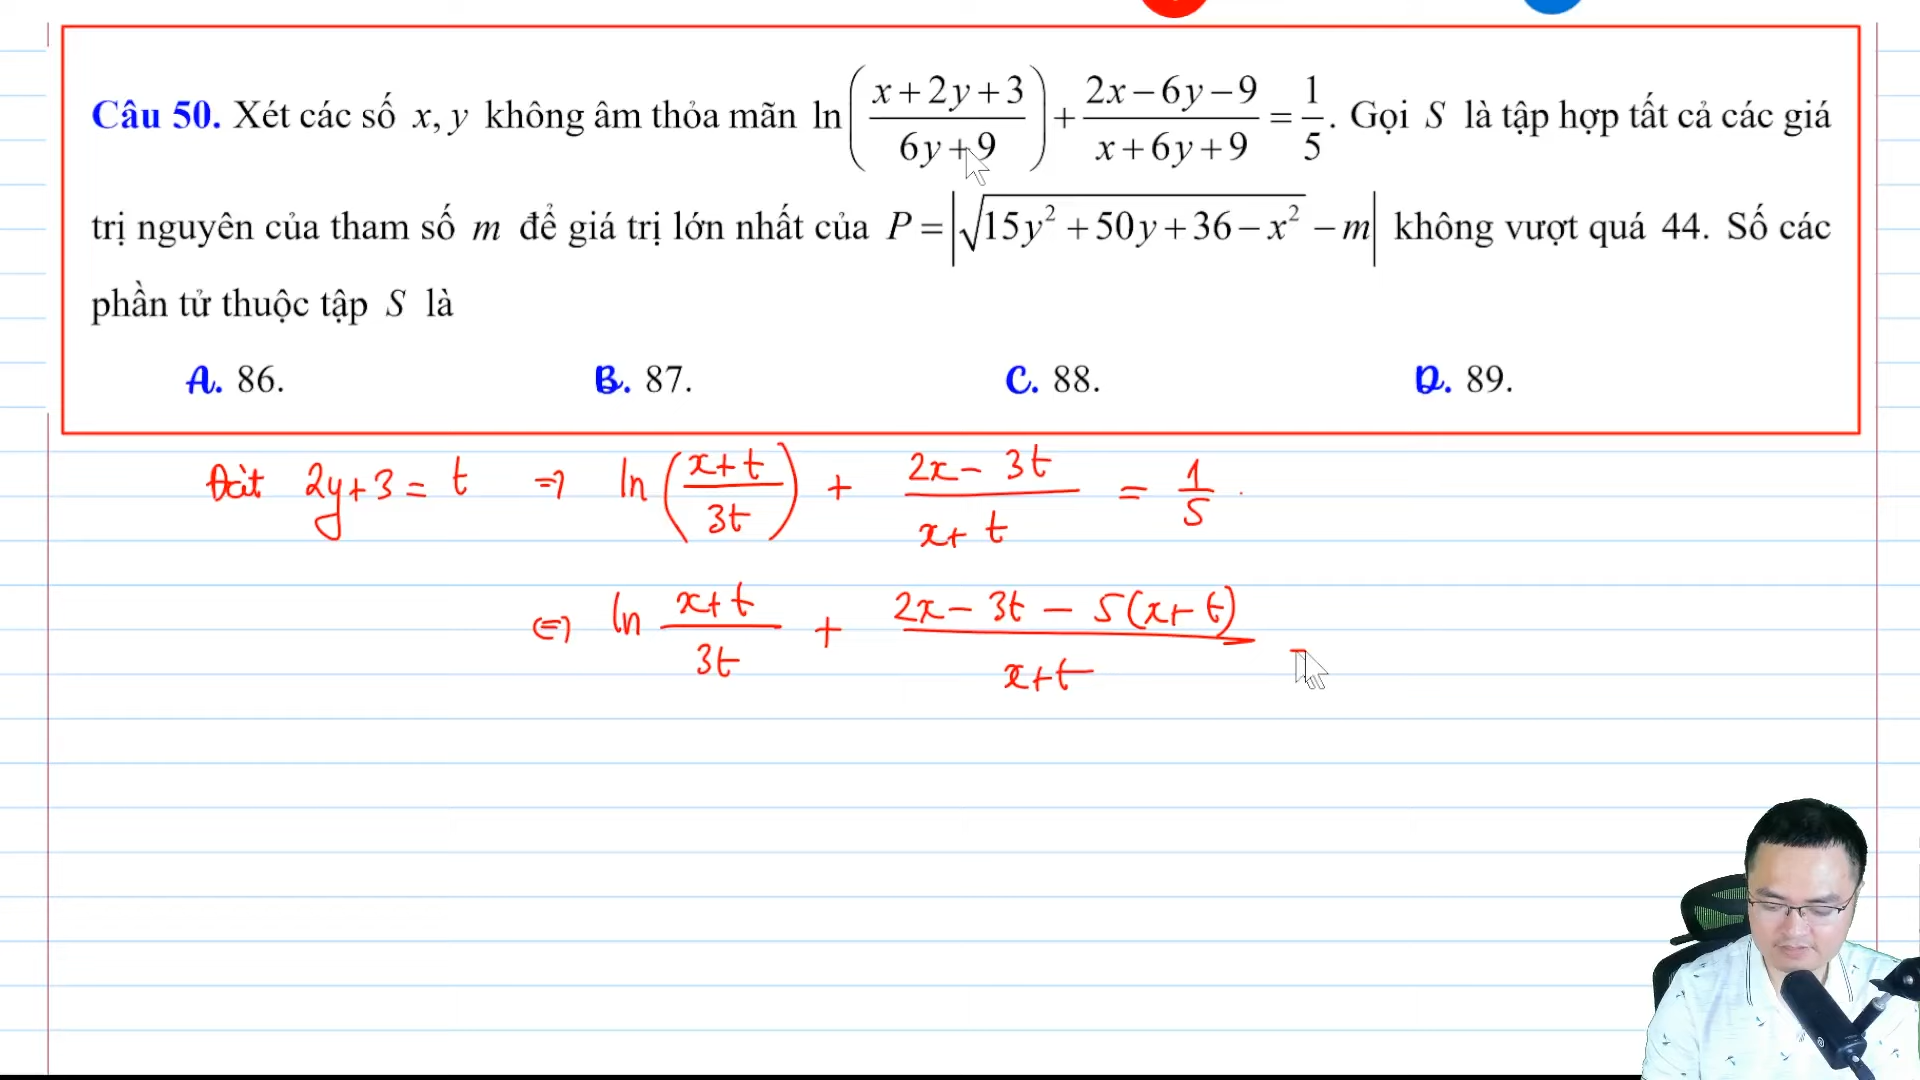 Câu 50. Xét các số x, y không âm thỏa mãn ln((x+2y+3)/(6y+9)) + (2x−6y−9)/(x+6y+9) = 1/5. Gọi S là tập hợp tất cả các giá
trị nguyên của tham số m để giá trị lớn nhất của P = |√(15y² + 50y + 36 − x²) − m| không vượt quá 44. Số các
phần tử thuộc tập S là
A. 86. B. 87. C. 88. D. 89.
Đặt 2y+3 = t ⇒ ln((x+t)/(3t)) + (2x − 3t)/(x+t) = 1/5.
⇔ ln (x+t)/(3t) + (2x − 3t − 5(x+t))/(x+t)